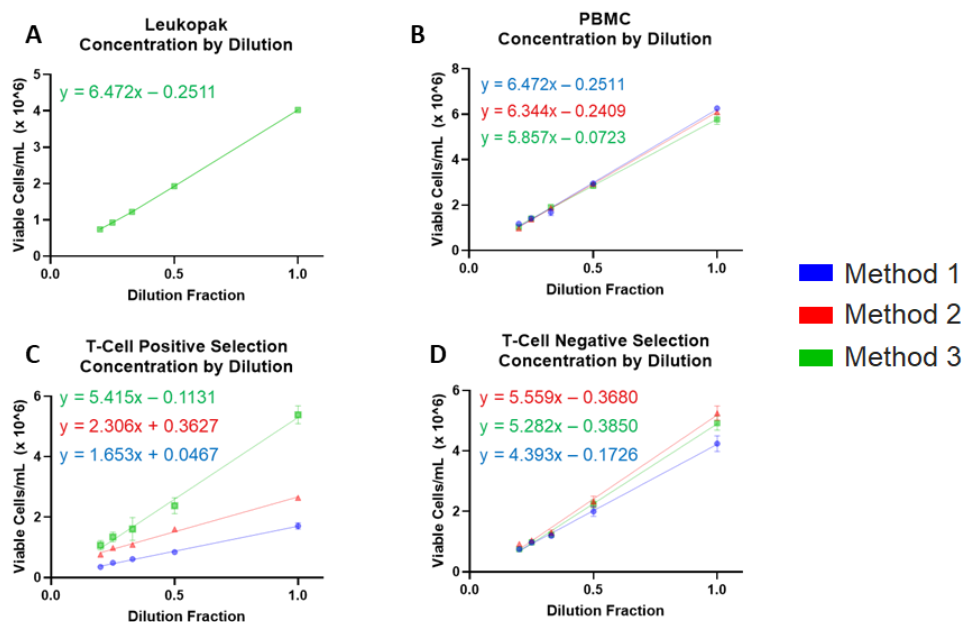 A
Leukopak
Concentration by Dilution
y = 6.472x – 0.2511
Viable Cells/mL (x 10^6)
5
4
3
2
1
0
0.0
0.5
1.0
Dilution Fraction
B
PBMC
Concentration by Dilution
y = 6.472x – 0.2511
y = 6.344x – 0.2409
y = 5.857x – 0.0723
Viable Cells/mL (x 10^6)
8
6
4
2
0
0.0
0.5
1.0
Dilution Fraction
Method 1
Method 2
Method 3
C
T-Cell Positive Selection
Concentration by Dilution
y = 5.415x – 0.1131
y = 2.306x + 0.3627
y = 1.653x + 0.0467
Viable Cells/mL (x 10^6)
6
4
2
0
0.0
0.5
1.0
Dilution Fraction
D
T-Cell Negative Selection
Concentration by Dilution
y = 5.559x – 0.3680
y = 5.282x – 0.3850
y = 4.393x – 0.1726
Viable Cells/mL (x 10^6)
6
4
2
0
0.0
0.5
1.0
Dilution Fraction